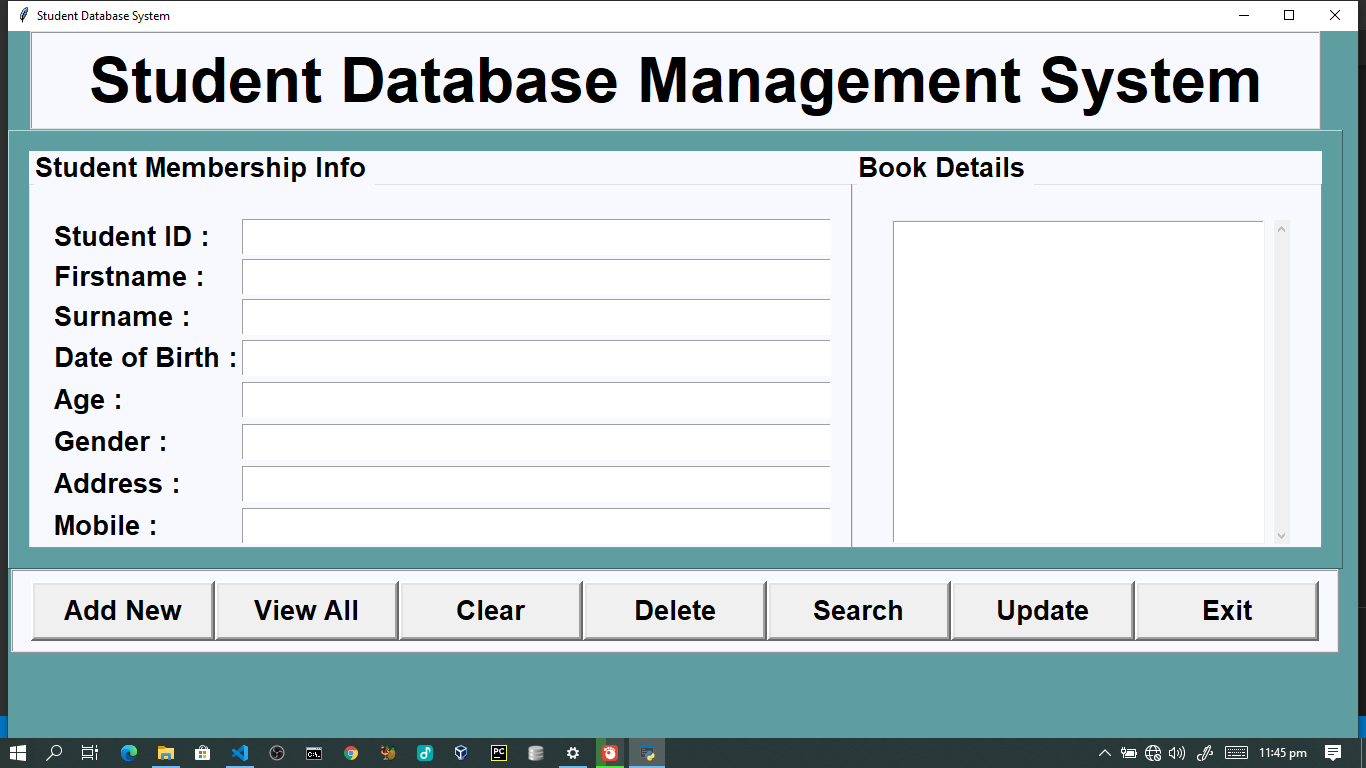 Student Database System
Student Database Management System
Student Membership Info
Book Details
Student ID :
Firstname :
Surname :
Date of Birth :
Age :
Gender :
Address :
Mobile :
Add New
View All
Clear
Delete
Search
Update
Exit
PC
11:45 pm